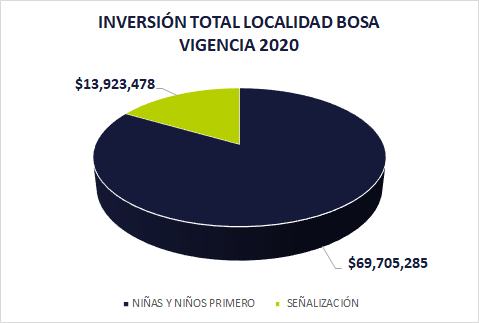 INVERSIÓN TOTAL LOCALIDAD BOSA
VIGENCIA 2020
$13,923,478
$69,705,285
NIÑAS Y NIÑOS PRIMERO SEÑALIZACIÓN